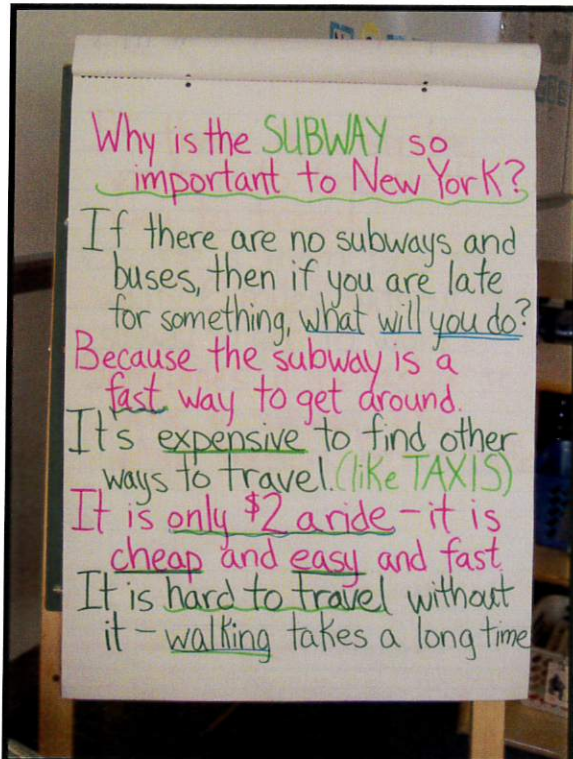 Why is the SUBWAY so
important to New York?
If there are no subways and
buses, then if you are late
for something, what will you do?
Because the subway is a
fast way to get around.
It's expensive to find other
ways to travel. (like TAXIS)
It is only $2 a ride - it is
cheap and easy and fast.
It is hard to travel without
it - walking takes a long time